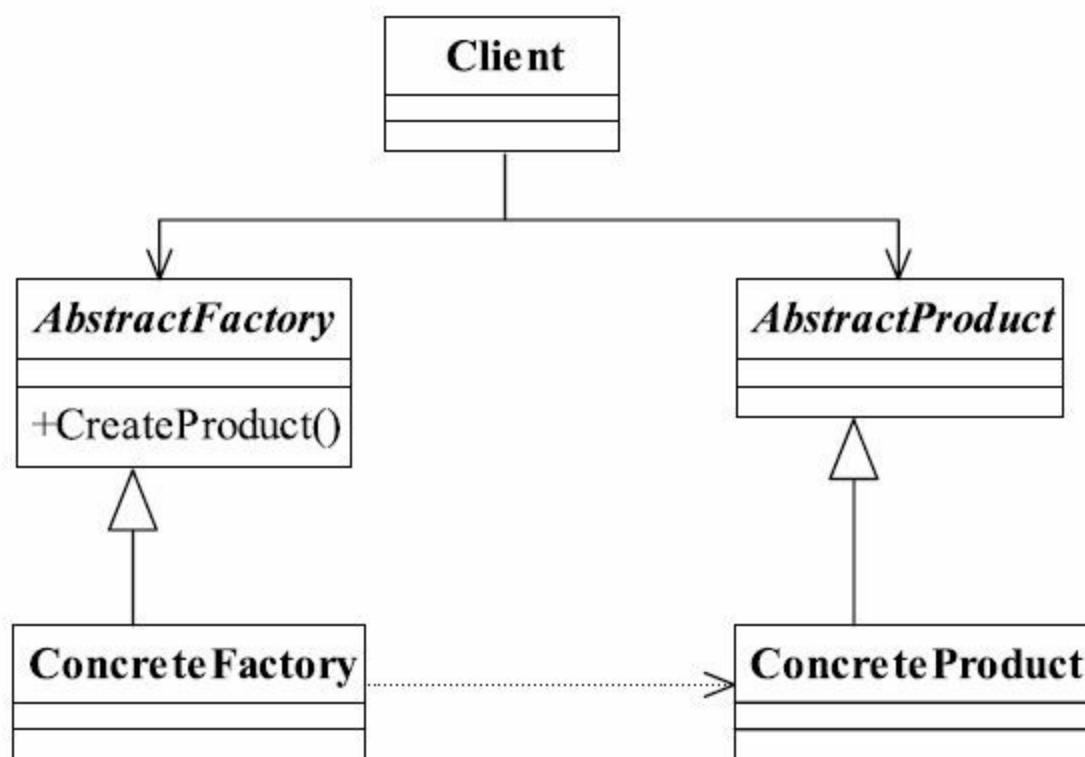 Client
AbstractFactory
+CreateProduct()
AbstractProduct
ConcreteFactory
ConcreteProduct